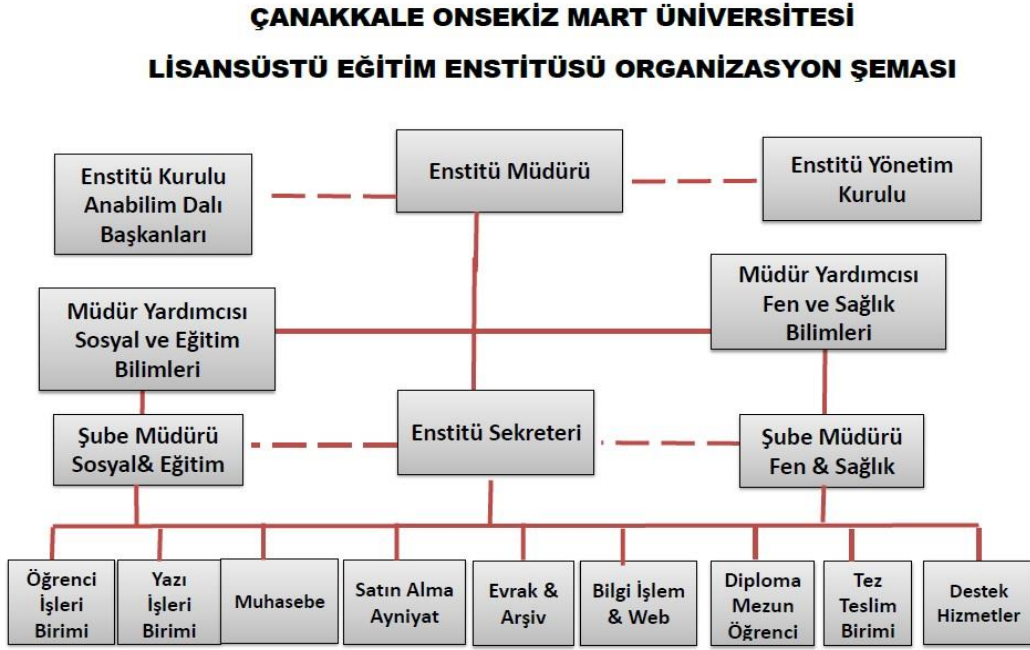 ÇANAKKALE ONSEKİZ MART ÜNİVERSİTESİ
LİSANSÜSTÜ EĞİTİM ENSTİTÜSÜ ORGANİZASYON ŞEMASI
Enstitü Kurulu
Anabilim Dalı
Başkanları
Enstitü Müdürü
Enstitü Yönetim
Kurulu
Müdür Yardımcısı
Sosyal ve Eğitim
Bilimleri
Müdür Yardımcısı
Fen ve Sağlık
Bilimleri
Şube Müdürü
Sosyal& Eğitim
Enstitü Sekreteri
Şube Müdürü
Fen & Sağlık
Öğrenci
İşleri
Birimi
Yazı
İşleri
Birimi
Muhasebe
Satın Alma
Ayniyat
Evrak &
Arşiv
Bilgi İşlem
& Web
Diploma
Mezun
Öğrenci
Tez
Teslim
Birimi
Destek
Hizmetler